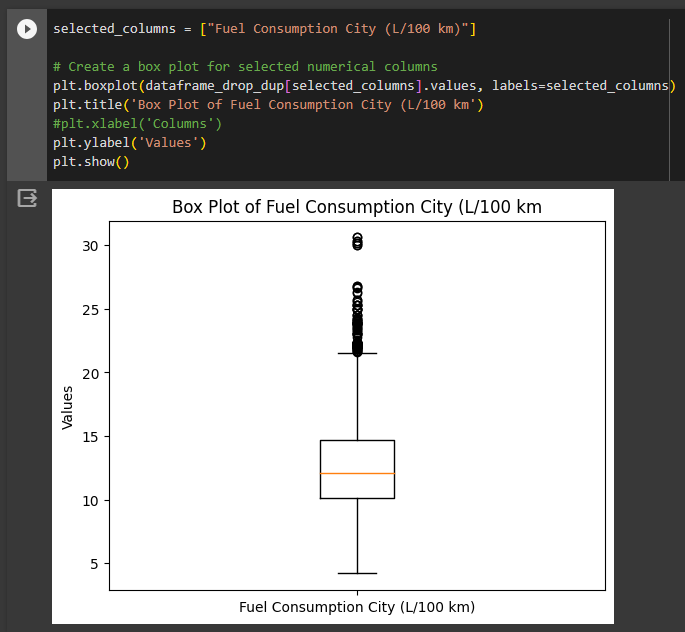 selected_columns = ["Fuel Consumption City (L/100 km)"]
# Create a box plot for selected numerical columns
plt.boxplot(dataframe_drop_dup[selected_columns].values, labels=selected_columns)
plt.title('Box Plot of Fuel Consumption City (L/100 km')
#plt.xlabel('Columns')
plt.ylabel('Values')
plt.show()
Box Plot of Fuel Consumption City (L/100 km
30
25
20
15
10
5
Values
Fuel Consumption City (L/100 km)